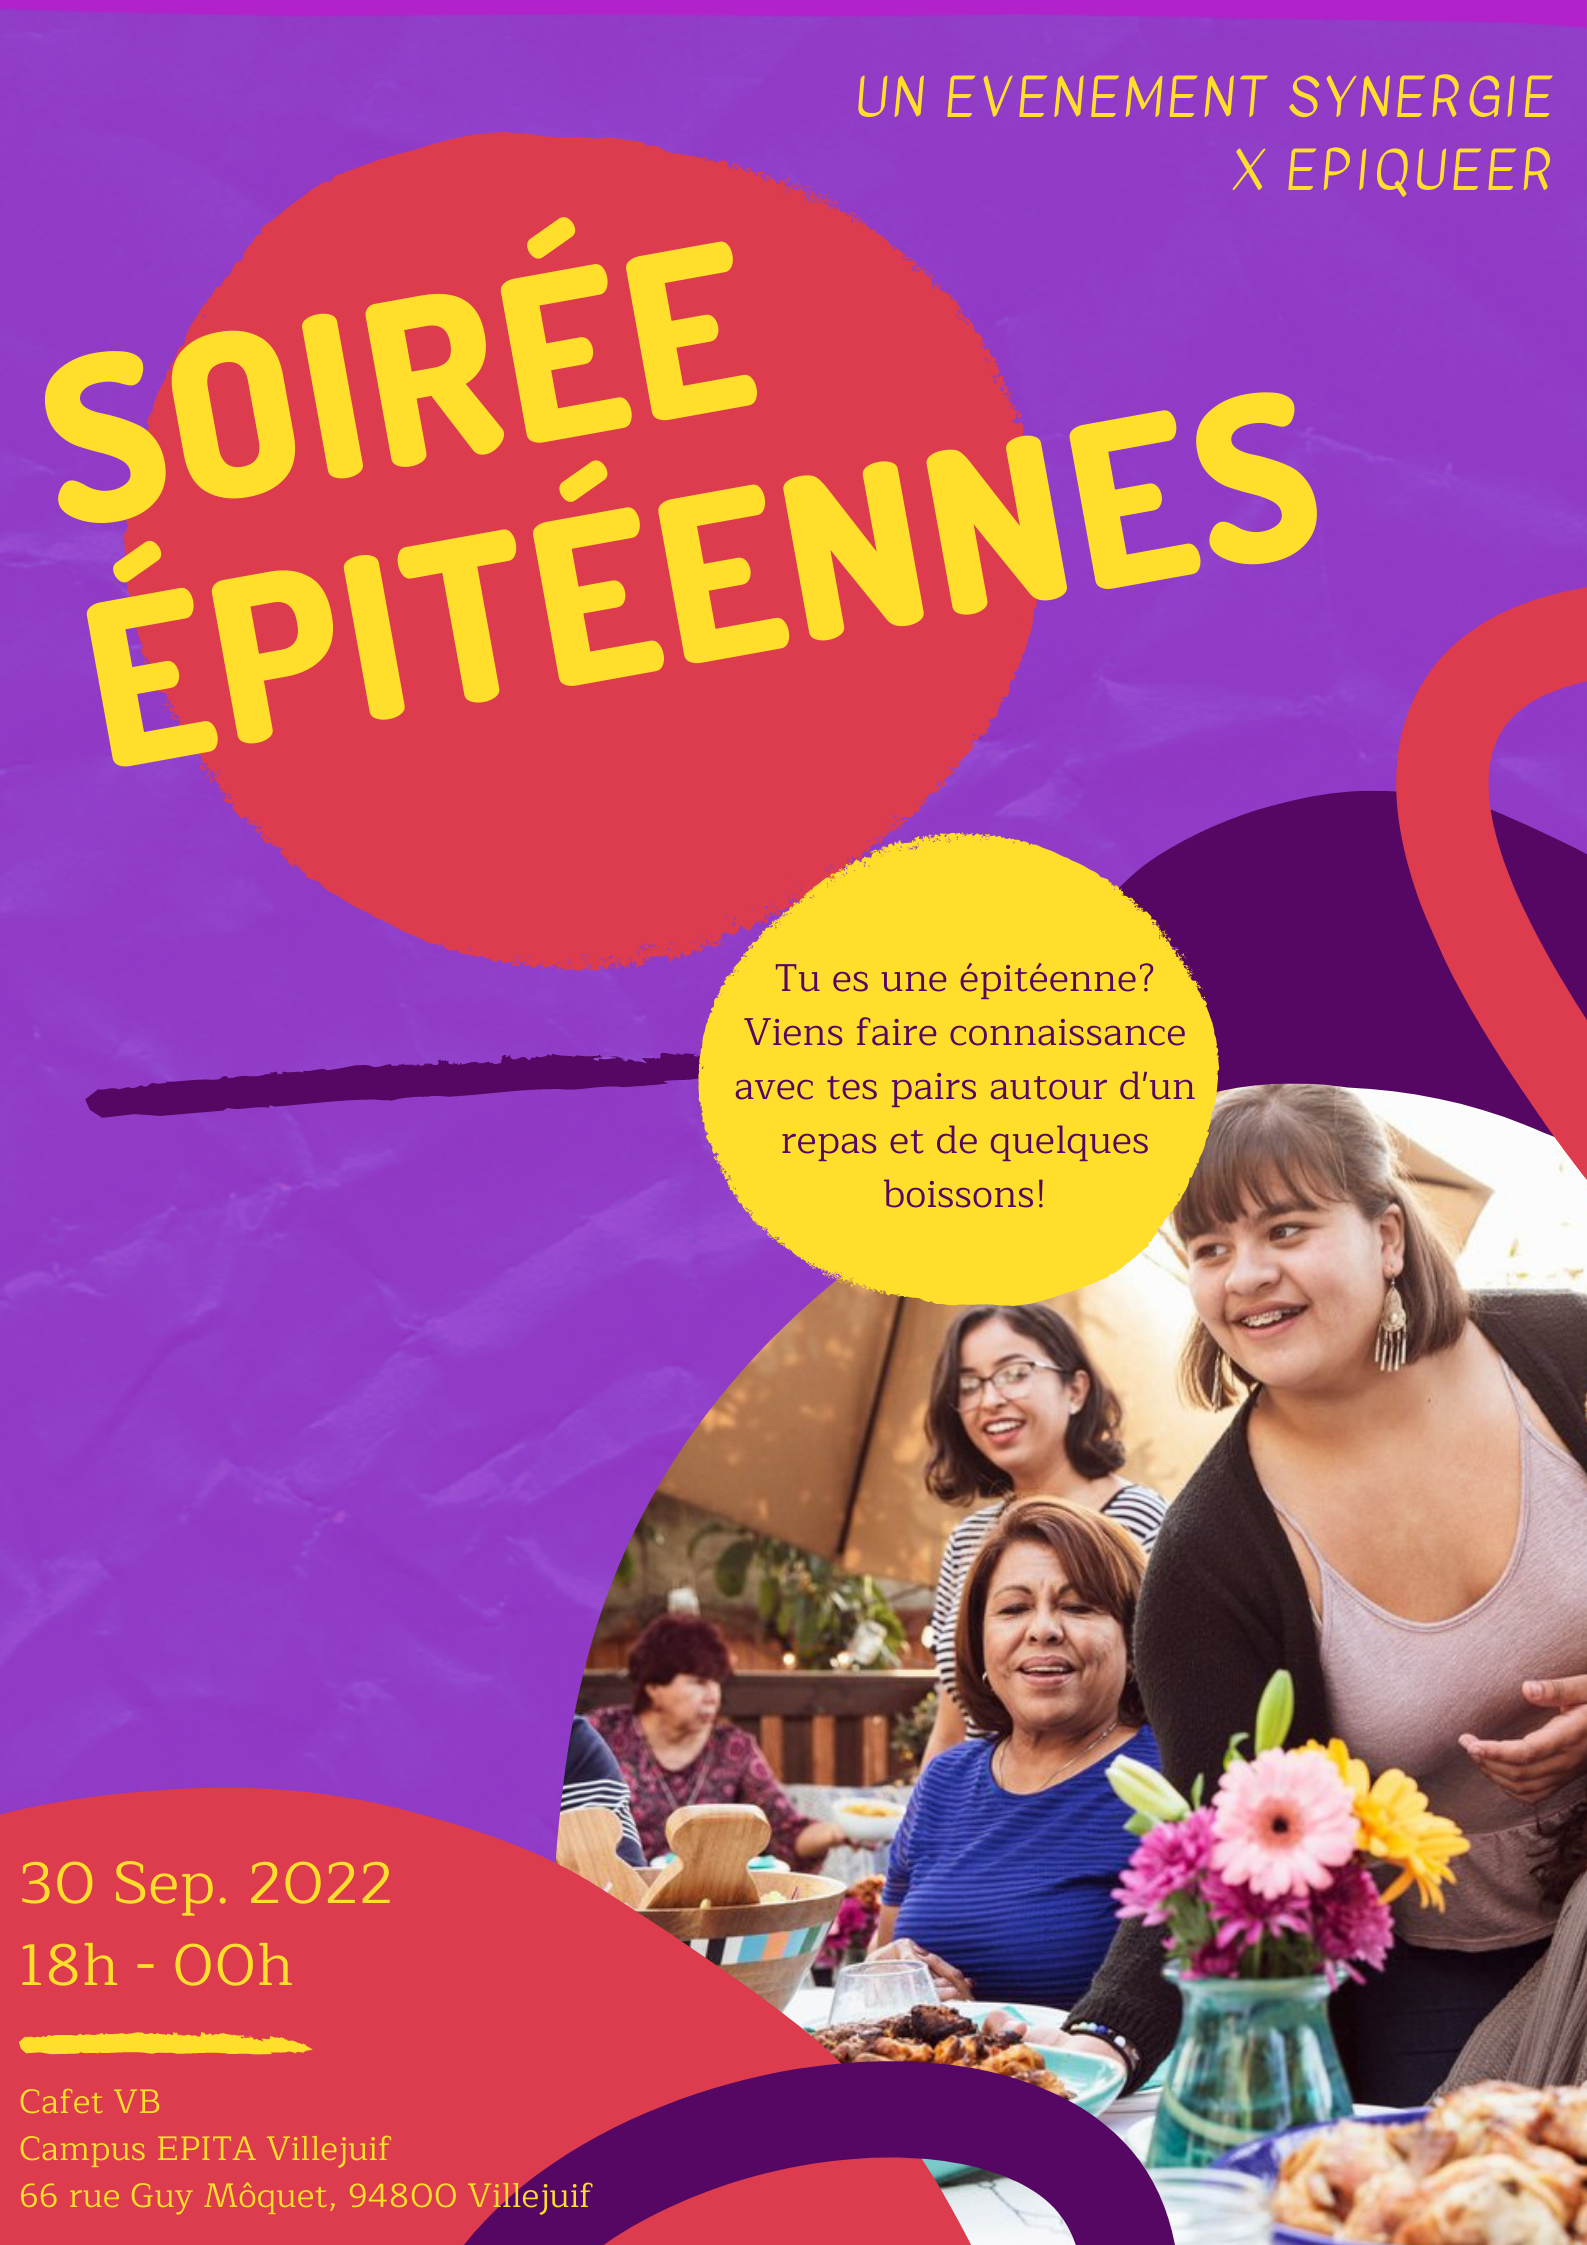 UN EVENEMENT SYNERGIE
X EPIQUEER
SOIRÉE
ÉPITÉENNES
Tu es une épitéenne?
Viens faire connaissance
avec tes pairs autour d'un
repas et de quelques
boissons!
30 Sep. 2022
18h - 00h
Cafet VB
Campus EPITA Villejuif
66 rue Guy Môquet, 94800 Villejuif